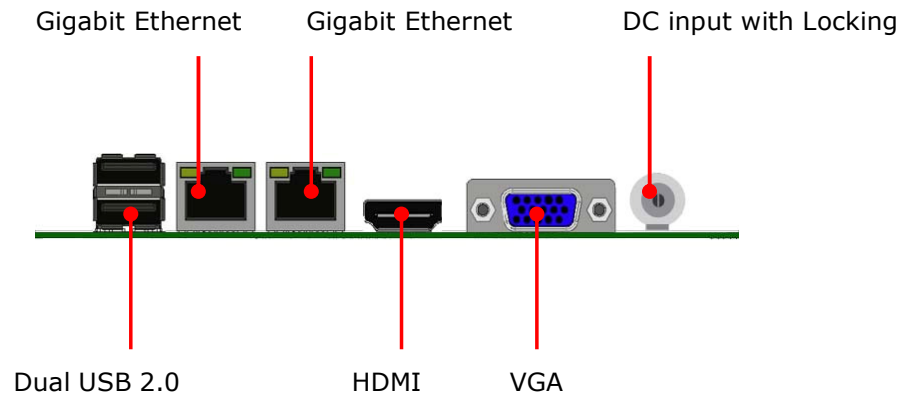 Gigabit Ethernet
Gigabit Ethernet
DC input with Locking
Dual USB 2.0
HDMI
VGA